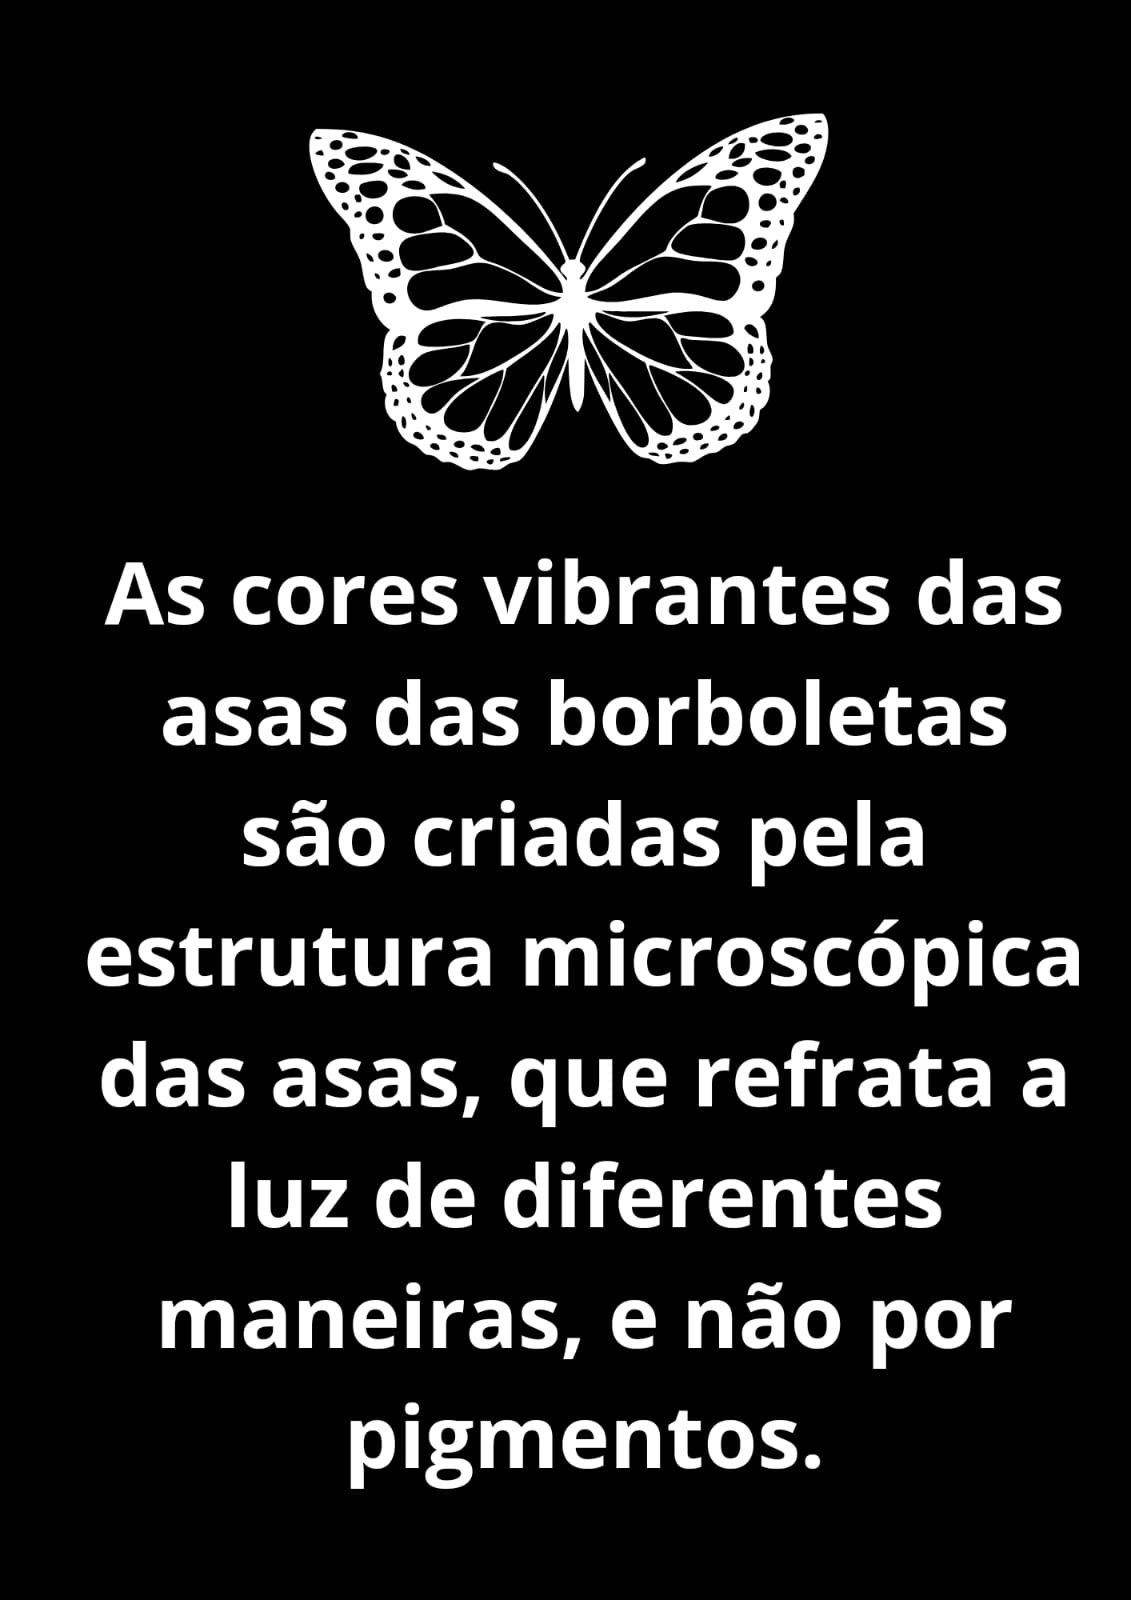 As cores vibrantes das
asas das borboletas
são criadas pela
estrutura microscópica
das asas, que refrata a
luz de diferentes
maneiras, e não por
pigmentos.